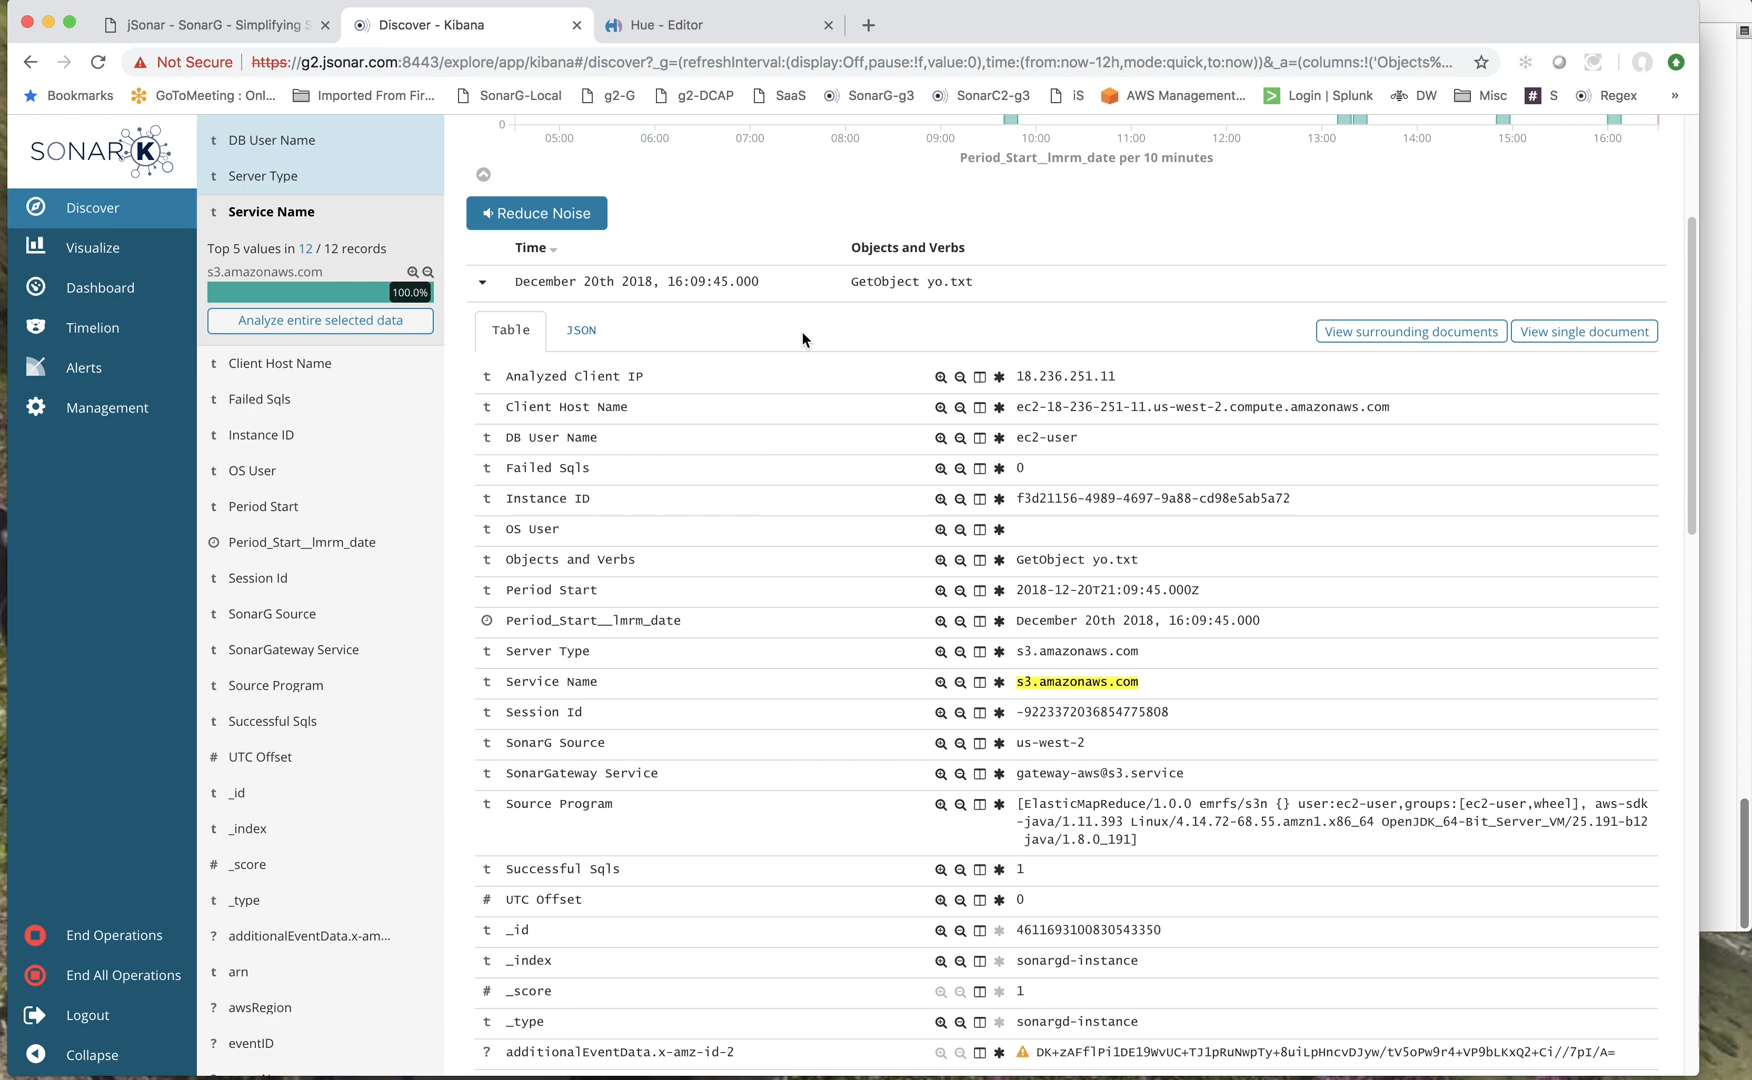 jSonar - SonarG - Simplifying S
Discover - Kibana
Hue - Editor
Not Secure
https://g2.jsonar.com:8443/explore/app/kibana#/discover?_g=(refreshInterval:(display:Off,pause:!f,value:0),time:(from:now-12h,mode:quick,to:now))&_a=(columns:!('Objects%...
Bookmarks
GoToMeeting : Onl...
Imported From Fir...
SonarG-Local
g2-G
g2-DCAP
SaaS
SonarG-g3
SonarC2-g3
iS
AWS Management...
Login | Splunk
DW
Misc
S
Regex
»
SONAR K
Discover
Visualize
Dashboard
Timelion
Alerts
Management
End Operations
End All Operations
Logout
Collapse
t DB User Name
t Server Type
t Service Name
Top 5 values in 12 / 12 records
s3.amazonaws.com
100.0%
Analyze entire selected data
t Client Host Name
t Failed Sqls
t Instance ID
t OS User
t Period Start
Period_Start__lmrm_date
t Session Id
t SonarG Source
t SonarGateway Service
t Source Program
t Successful Sqls
# UTC Offset
t _id
t _index
# _score
t _type
? additionalEventData.x-am...
t arn
? awsRegion
? eventID
0
05:00 06:00 07:00 08:00 09:00 10:00 11:00 12:00 13:00 14:00 15:00 16:00
Period_Start__lmrm_date per 10 minutes
Reduce Noise
Time Objects and Verbs
December 20th 2018, 16:09:45.000 GetObject yo.txt
Table JSON View surrounding documents View single document
t Analyzed Client IP 18.236.251.11
t Client Host Name ec2-18-236-251-11.us-west-2.compute.amazonaws.com
t DB User Name ec2-user
t Failed Sqls 0
t Instance ID f3d21156-4989-4697-9a88-cd98e5ab5a72
t OS User
t Objects and Verbs GetObject yo.txt
t Period Start 2018-12-20T21:09:45.000Z
Period_Start__lmrm_date December 20th 2018, 16:09:45.000
t Server Type s3.amazonaws.com
t Service Name s3.amazonaws.com
t Session Id -9223372036854775808
t SonarG Source us-west-2
t SonarGateway Service gateway-aws@s3.service
t Source Program [ElasticMapReduce/1.0.0 emrfs/s3n {} user:ec2-user,groups:[ec2-user,wheel], aws-sdk
-java/1.11.393 Linux/4.14.72-68.55.amzn1.x86_64 OpenJDK_64-Bit_Server_VM/25.191-b12
java/1.8.0_191]
t Successful Sqls 1
# UTC Offset 0
t _id 4611693100830543350
t _index sonargd-instance
# _score 1
t _type sonargd-instance
? additionalEventData.x-amz-id-2 DK+zAFflPi1DE19WvUC+TJ1pRuNwpTy+8uiLpHncvDJyw/tV5oPw9r4+VP9bLKxQ2+Ci//7pI/A=